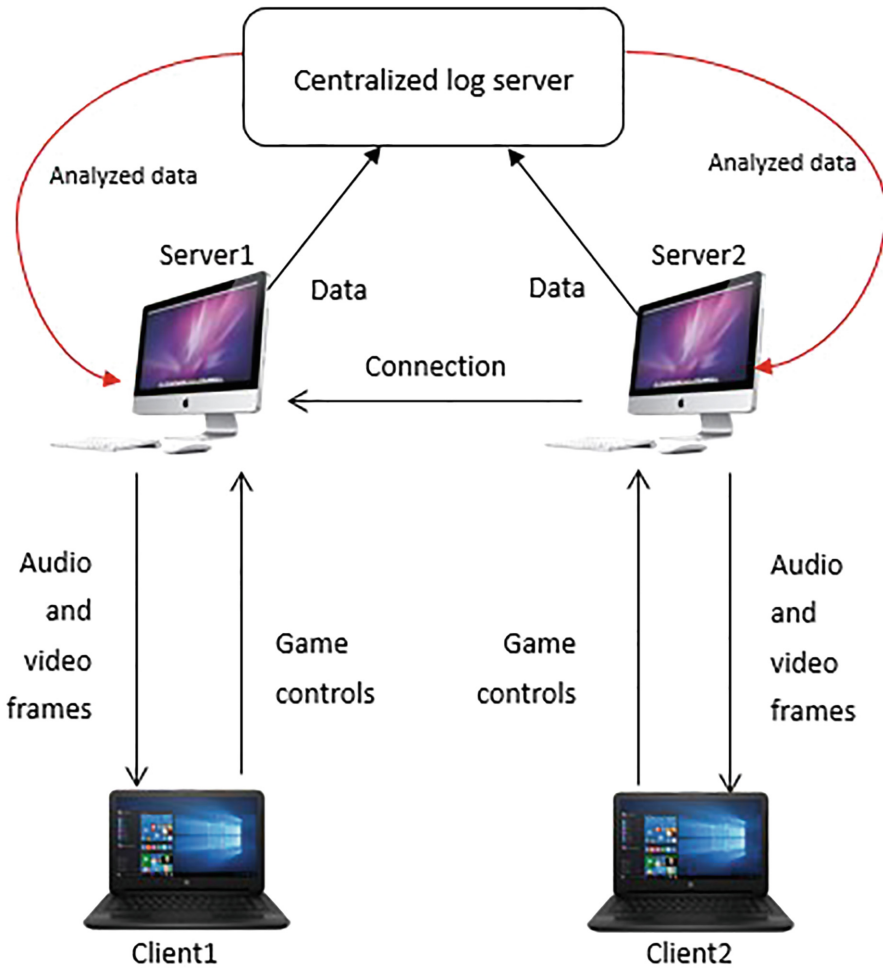 Centralized log server
Analyzed data
Analyzed data
Server1
Server2
Data
Data
Connection
Audio
and
video
frames
Game
controls
Game
controls
Audio
and
video
frames
Client1
Client2